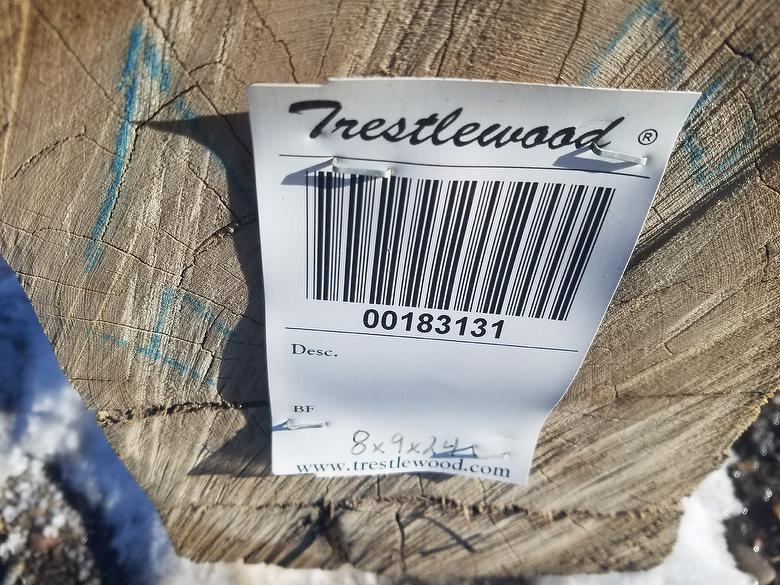 Trestlewood ®
00183131
Desc.
BF
8x9x24
www.trestlewood.com